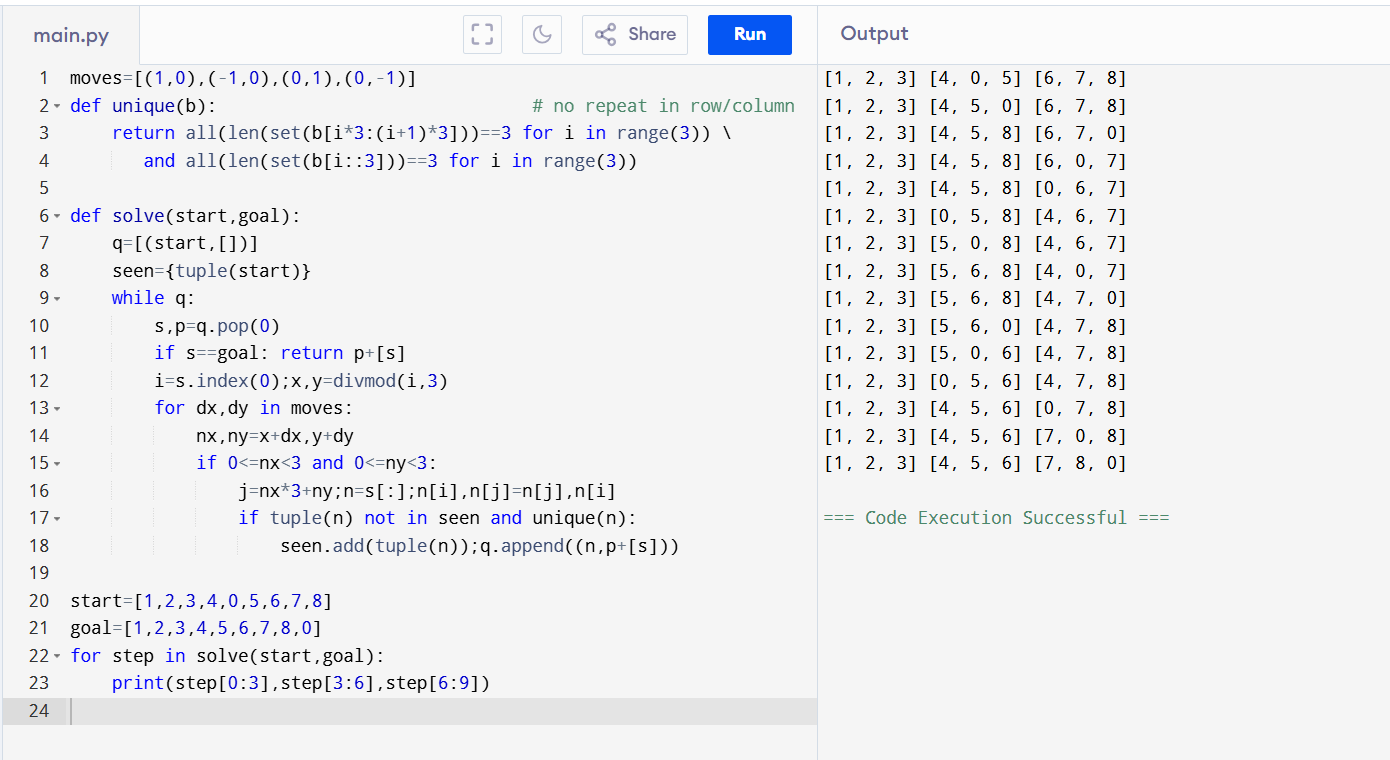 main.py
Share
Run
Output
1 moves=[(1,0),(-1,0),(0,1),(0,-1)]
2 def unique(b):                              # no repeat in row/column
3     return all(len(set(b[i*3:(i+1)*3]))==3 for i in range(3)) \
4        and all(len(set(b[i::3]))==3 for i in range(3))
5
6 def solve(start,goal):
7     q=[(start,[])]
8     seen={tuple(start)}
9     while q:
10         s,p=q.pop(0)
11         if s==goal: return p+[s]
12         i=s.index(0);x,y=divmod(i,3)
13         for dx,dy in moves:
14             nx,ny=x+dx,y+dy
15             if 0<=nx<3 and 0<=ny<3:
16                 j=nx*3+ny;n=s[:];n[i],n[j]=n[j],n[i]
17                 if tuple(n) not in seen and unique(n):
18                     seen.add(tuple(n));q.append((n,p+[s]))
19
20 start=[1,2,3,4,0,5,6,7,8]
21 goal=[1,2,3,4,5,6,7,8,0]
22 for step in solve(start,goal):
23     print(step[0:3],step[3:6],step[6:9])
24
[1, 2, 3] [4, 0, 5] [6, 7, 8]
[1, 2, 3] [4, 5, 0] [6, 7, 8]
[1, 2, 3] [4, 5, 8] [6, 7, 0]
[1, 2, 3] [4, 5, 8] [6, 0, 7]
[1, 2, 3] [4, 5, 8] [0, 6, 7]
[1, 2, 3] [0, 5, 8] [4, 6, 7]
[1, 2, 3] [5, 0, 8] [4, 6, 7]
[1, 2, 3] [5, 6, 8] [4, 0, 7]
[1, 2, 3] [5, 6, 8] [4, 7, 0]
[1, 2, 3] [5, 6, 0] [4, 7, 8]
[1, 2, 3] [5, 0, 6] [4, 7, 8]
[1, 2, 3] [0, 5, 6] [4, 7, 8]
[1, 2, 3] [4, 5, 6] [0, 7, 8]
[1, 2, 3] [4, 5, 6] [7, 0, 8]
[1, 2, 3] [4, 5, 6] [7, 8, 0]
=== Code Execution Successful ===